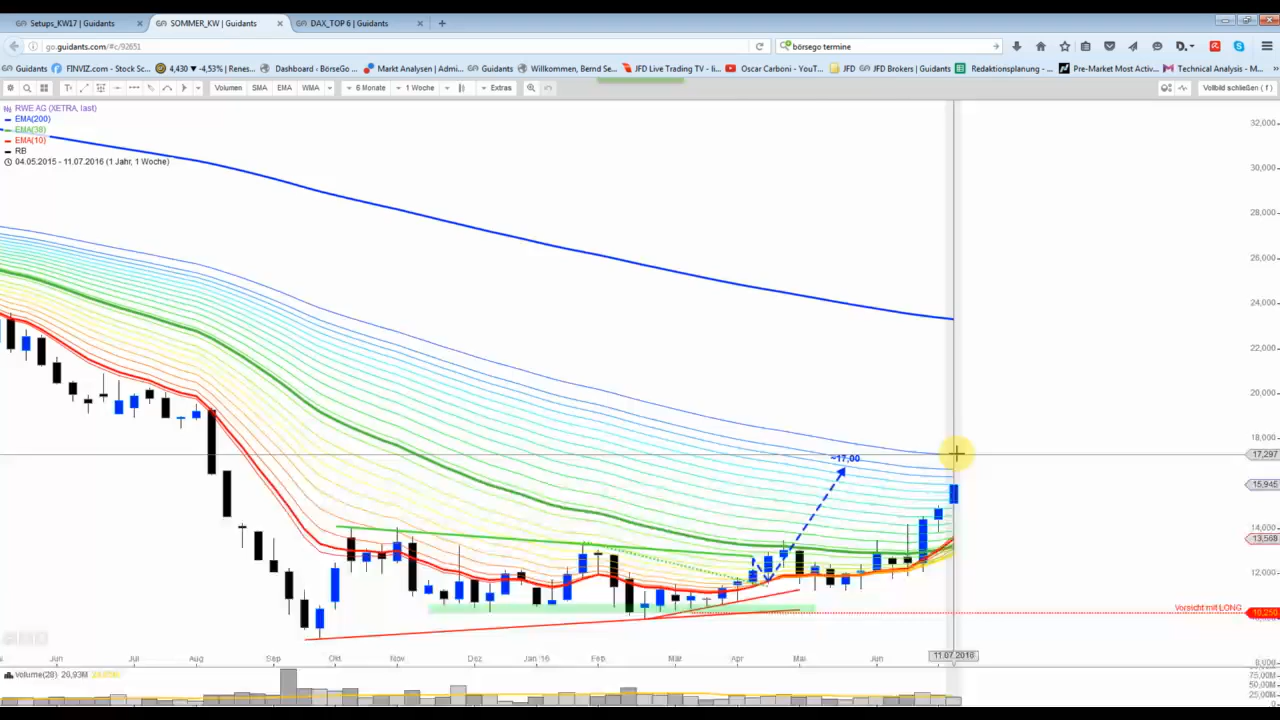 Setups_KW17 | Guidants × SOMMER_KW | Guidants × DAX_TOP 6 | Guidants × +
go.guidants.com/#c/92651 börsego termine
Guidants FINVIZ.com - Stock Sc... 4,430 ▾ -4,53% | Renes... Dashboard - BörseGo ... Markt Analysen | Admi... Guidants Willkommen, Bernd Se... JFD Live Trading TV - li... Oscar Carboni - YouT... JFD JFD Brokers | Guidants Redaktionsplanung - ... Pre-Market Most Activ... Technical Analysis - M...
Volumen SMA EMA WMA 6 Monate 1 Woche Extras Vollbild schließen ( f )
RWE AG (XETRA, last)
EMA(200)
EMA(38)
EMA(10)
RB
04.05.2015 - 11.07.2016 (1 Jahr, 1 Woche)
32,000
30,000
28,000
26,000
24,000
22,000
20,000
18,000
17,297
~17,00
15,945
14,000
13,568
12,000
Vorsicht mit LONG
10,250
8,000
Jun Jul Aug Sep Okt Nov Dez Jan '16 Feb Mär Apr Mai Jun 11.07.2016
Volume(28) 20,93M
75,00M
50,00M
25,00M